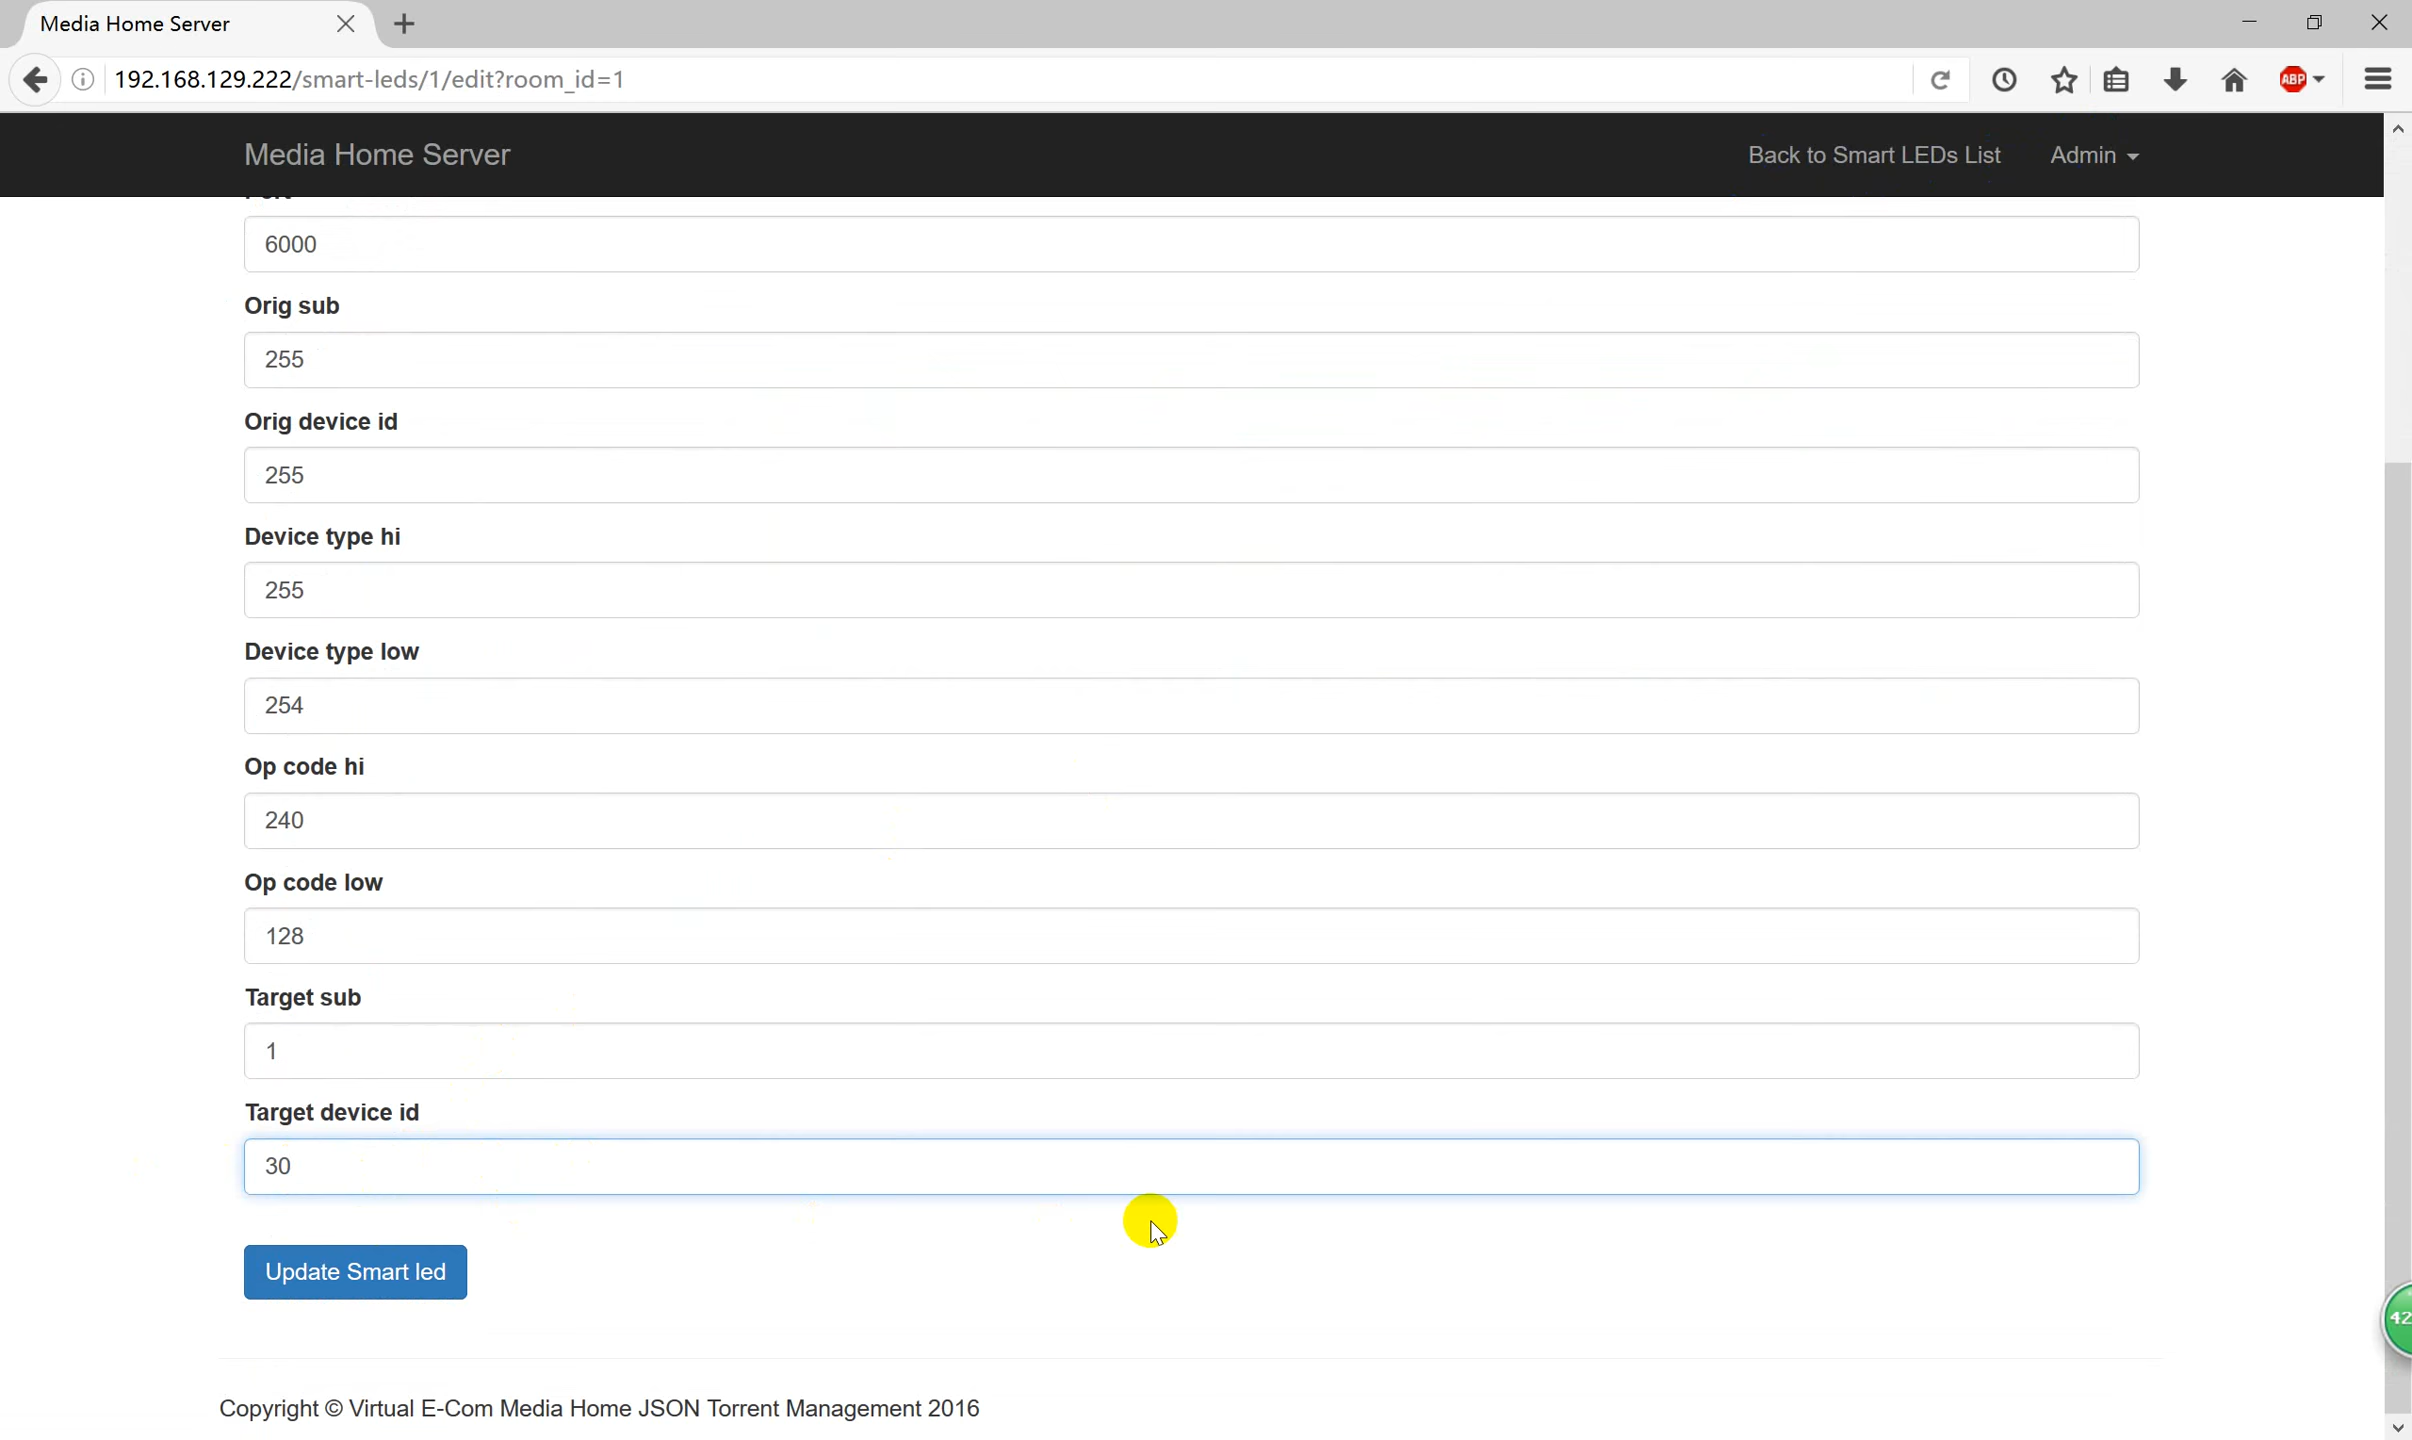 Media Home Server
192.168.129.222/smart-leds/1/edit?room_id=1
ABP
Media Home Server
Back to Smart LEDs List
Admin
6000
Orig sub
255
Orig device id
255
Device type hi
255
Device type low
254
Op code hi
240
Op code low
128
Target sub
1
Target device id
30
Update Smart led
42
Copyright © Virtual E-Com Media Home JSON Torrent Management 2016